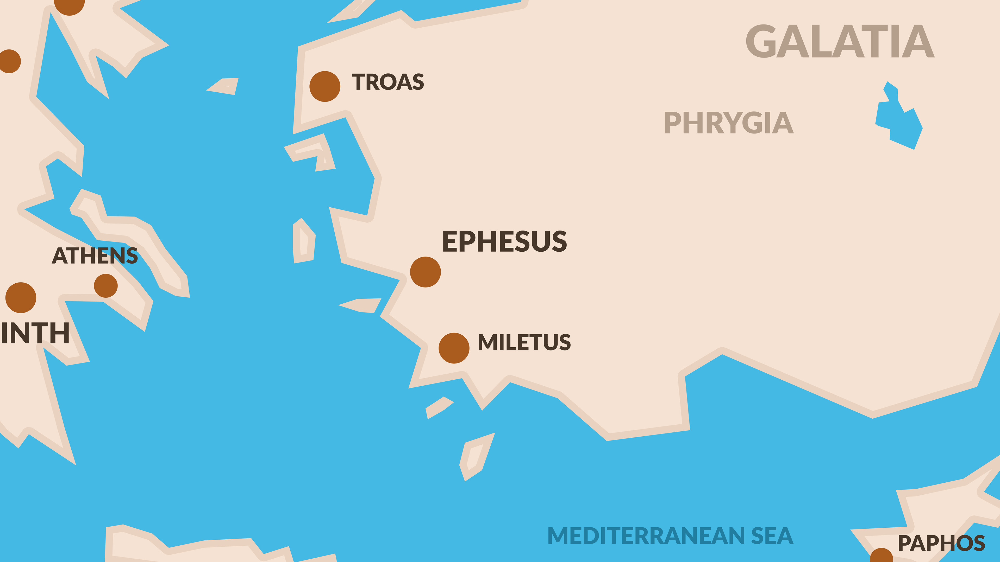 GALATIA
TROAS
PHRYGIA
EPHESUS
ATHENS
INTH
MILETUS
MEDITERRANEAN SEA
PAPHOS